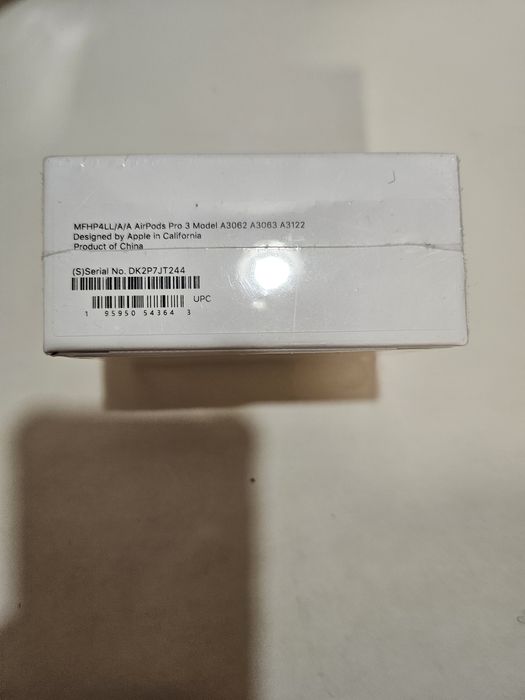 MFHP4LL/A/A AirPods Pro 3 Model A3062 A3063 A3122
Designed by Apple in California
Product of China
(S)Serial No. DK2P7JT244
UPC
1 95950 54364 3